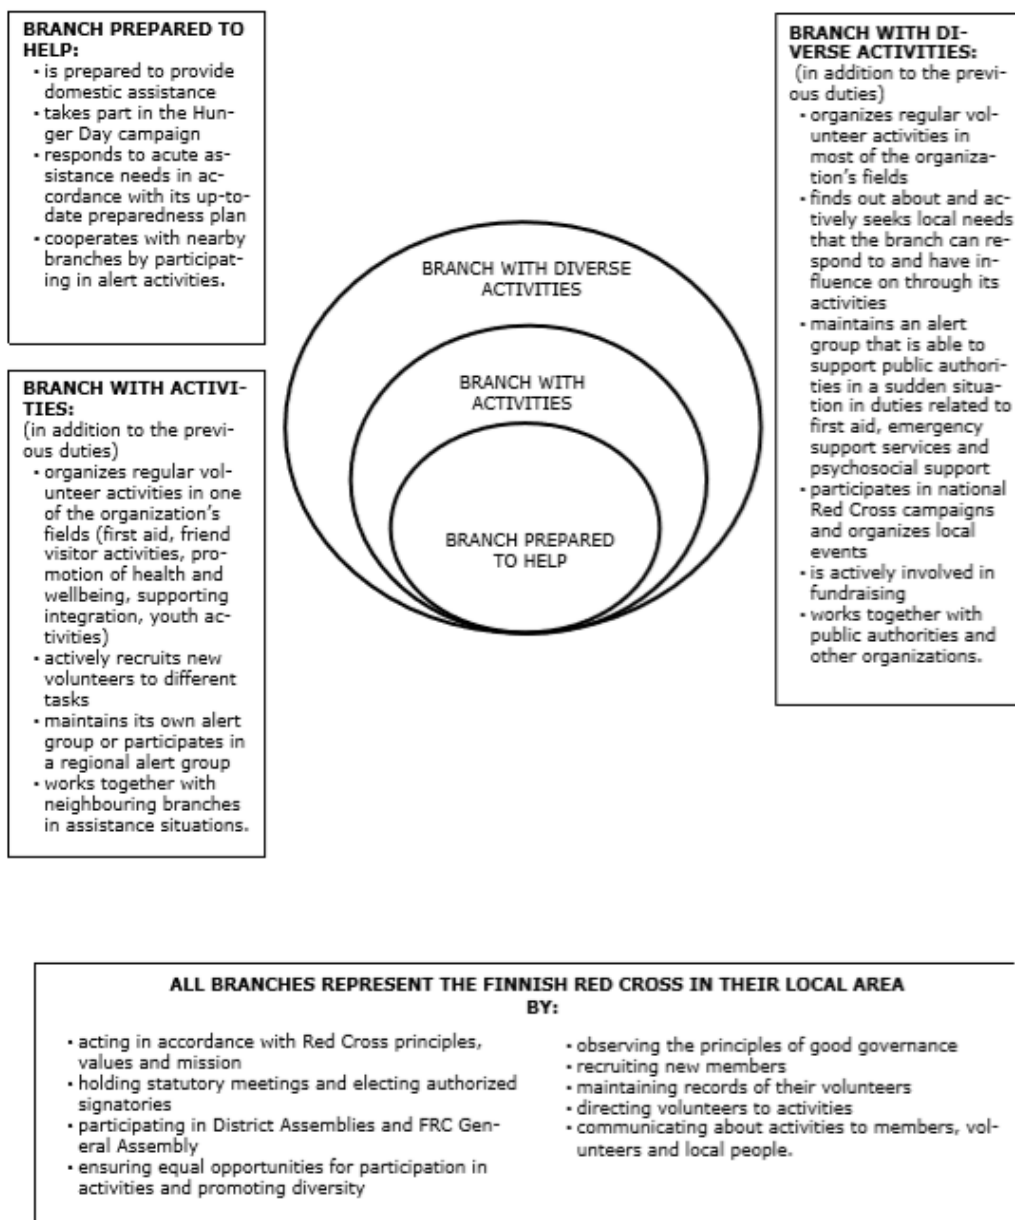 BRANCH PREPARED TO
HELP:
• is prepared to provide
domestic assistance
• takes part in the Hun-
ger Day campaign
• responds to acute as-
sistance needs in ac-
cordance with its up-to-
date preparedness plan
• cooperates with nearby
branches by participat-
ing in alert activities.
BRANCH WITH ACTIVI-
TIES:
(in addition to the previ-
ous duties)
• organizes regular vol-
unteer activities in one
of the organization's
fields (first aid, friend
visitor activities, pro-
motion of health and
wellbeing, supporting
integration, youth ac-
tivities)
• actively recruits new
volunteers to different
tasks
• maintains its own alert
group or participates in
a regional alert group
• works together with
neighbouring branches
in assistance situations.
BRANCH WITH DIVERSE
ACTIVITIES
BRANCH WITH
ACTIVITIES
BRANCH PREPARED
TO HELP
BRANCH WITH DI-
VERSE ACTIVITIES:
(in addition to the previ-
ous duties)
• organizes regular vol-
unteer activities in
most of the organiza-
tion's fields
• finds out about and ac-
tively seeks local needs
that the branch can re-
spond to and have in-
fluence on through its
activities
• maintains an alert
group that is able to
support public authori-
ties in a sudden situa-
tion in duties related to
first aid, emergency
support services and
psychosocial support
• participates in national
Red Cross campaigns
and organizes local
events
• is actively involved in
fundraising
• works together with
public authorities and
other organizations.
ALL BRANCHES REPRESENT THE FINNISH RED CROSS IN THEIR LOCAL AREA
BY:
• acting in accordance with Red Cross principles,
values and mission
• holding statutory meetings and electing authorized
signatories
• participating in District Assemblies and FRC Gen-
eral Assembly
• ensuring equal opportunities for participation in
activities and promoting diversity
• observing the principles of good governance
• recruiting new members
• maintaining records of their volunteers
• directing volunteers to activities
• communicating about activities to members, vol-
unteers and local people.